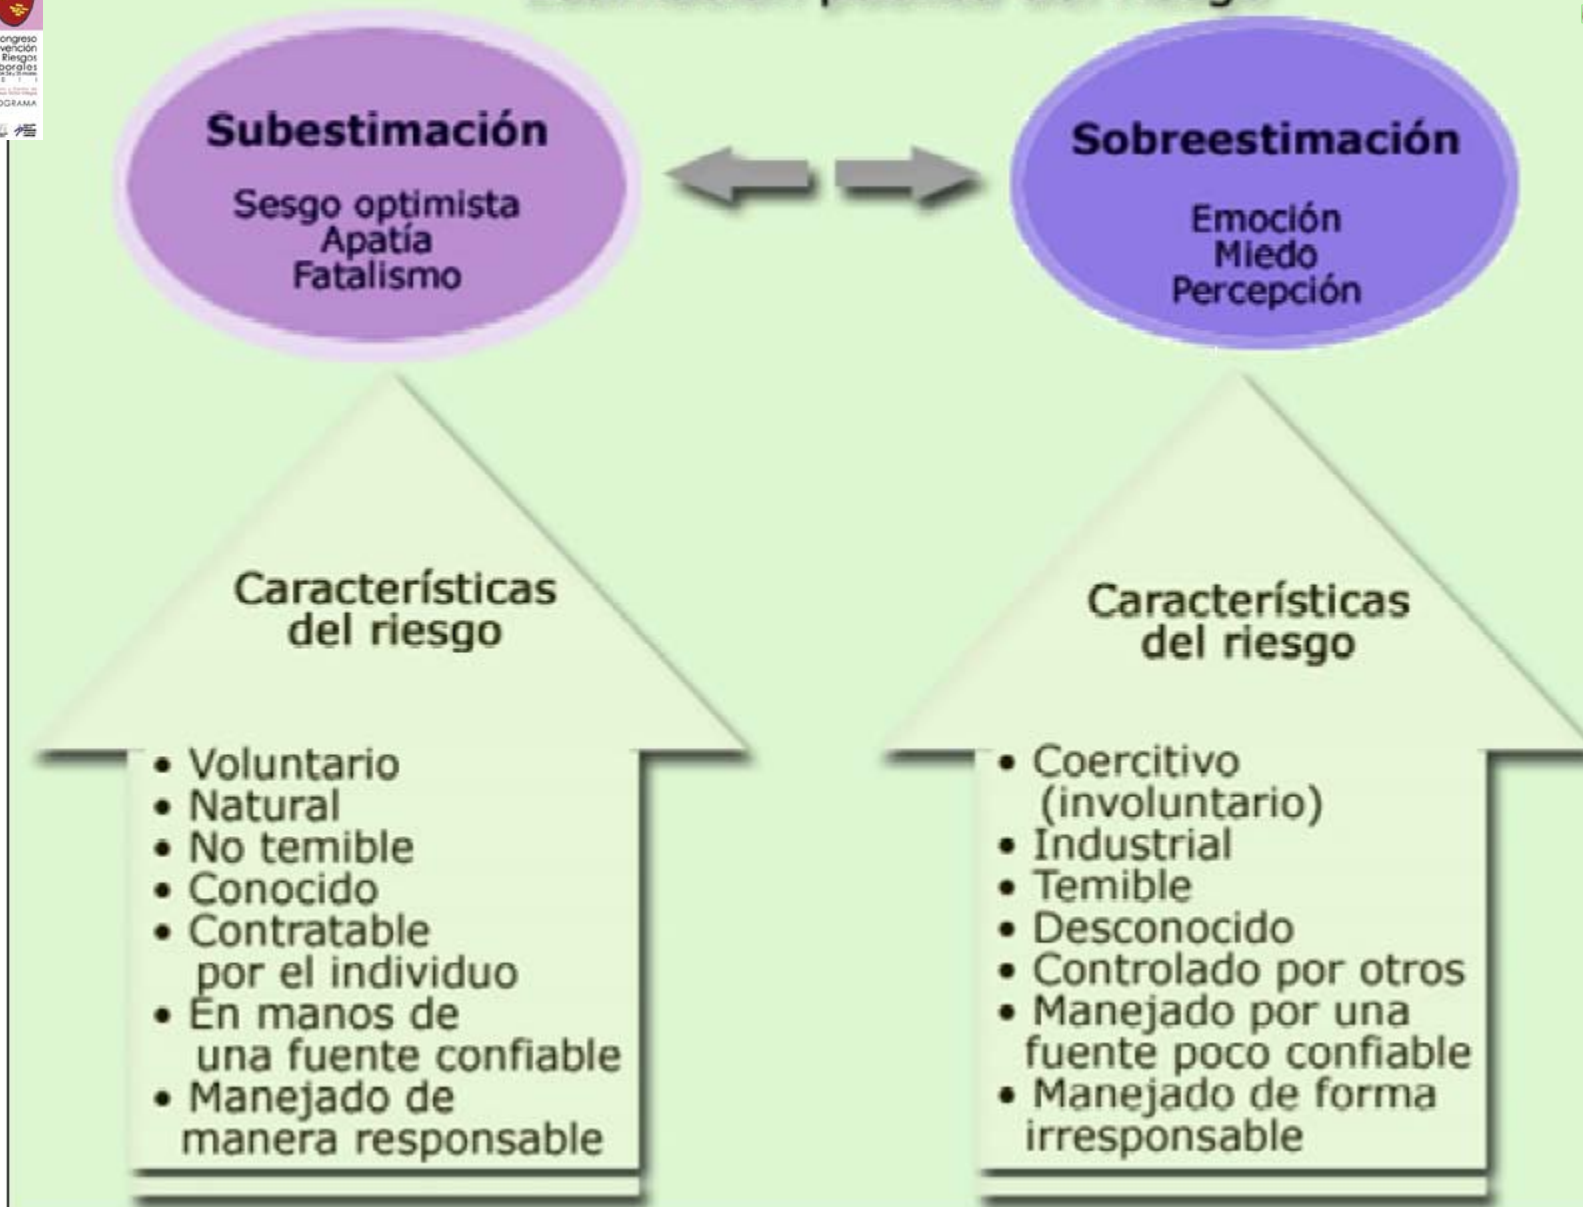 Subestimación
Sesgo optimista
Apatía
Fatalismo
Sobreestimación
Emoción
Miedo
Percepción
Características
del riesgo
• Voluntario
• Natural
• No temible
• Conocido
• Contratable
por el individuo
• En manos de
una fuente confiable
• Manejado de
manera responsable
Características
del riesgo
• Coercitivo
(involuntario)
• Industrial
• Temible
• Desconocido
• Controlado por otros
• Manejado por una
fuente poco confiable
• Manejado de forma
irresponsable